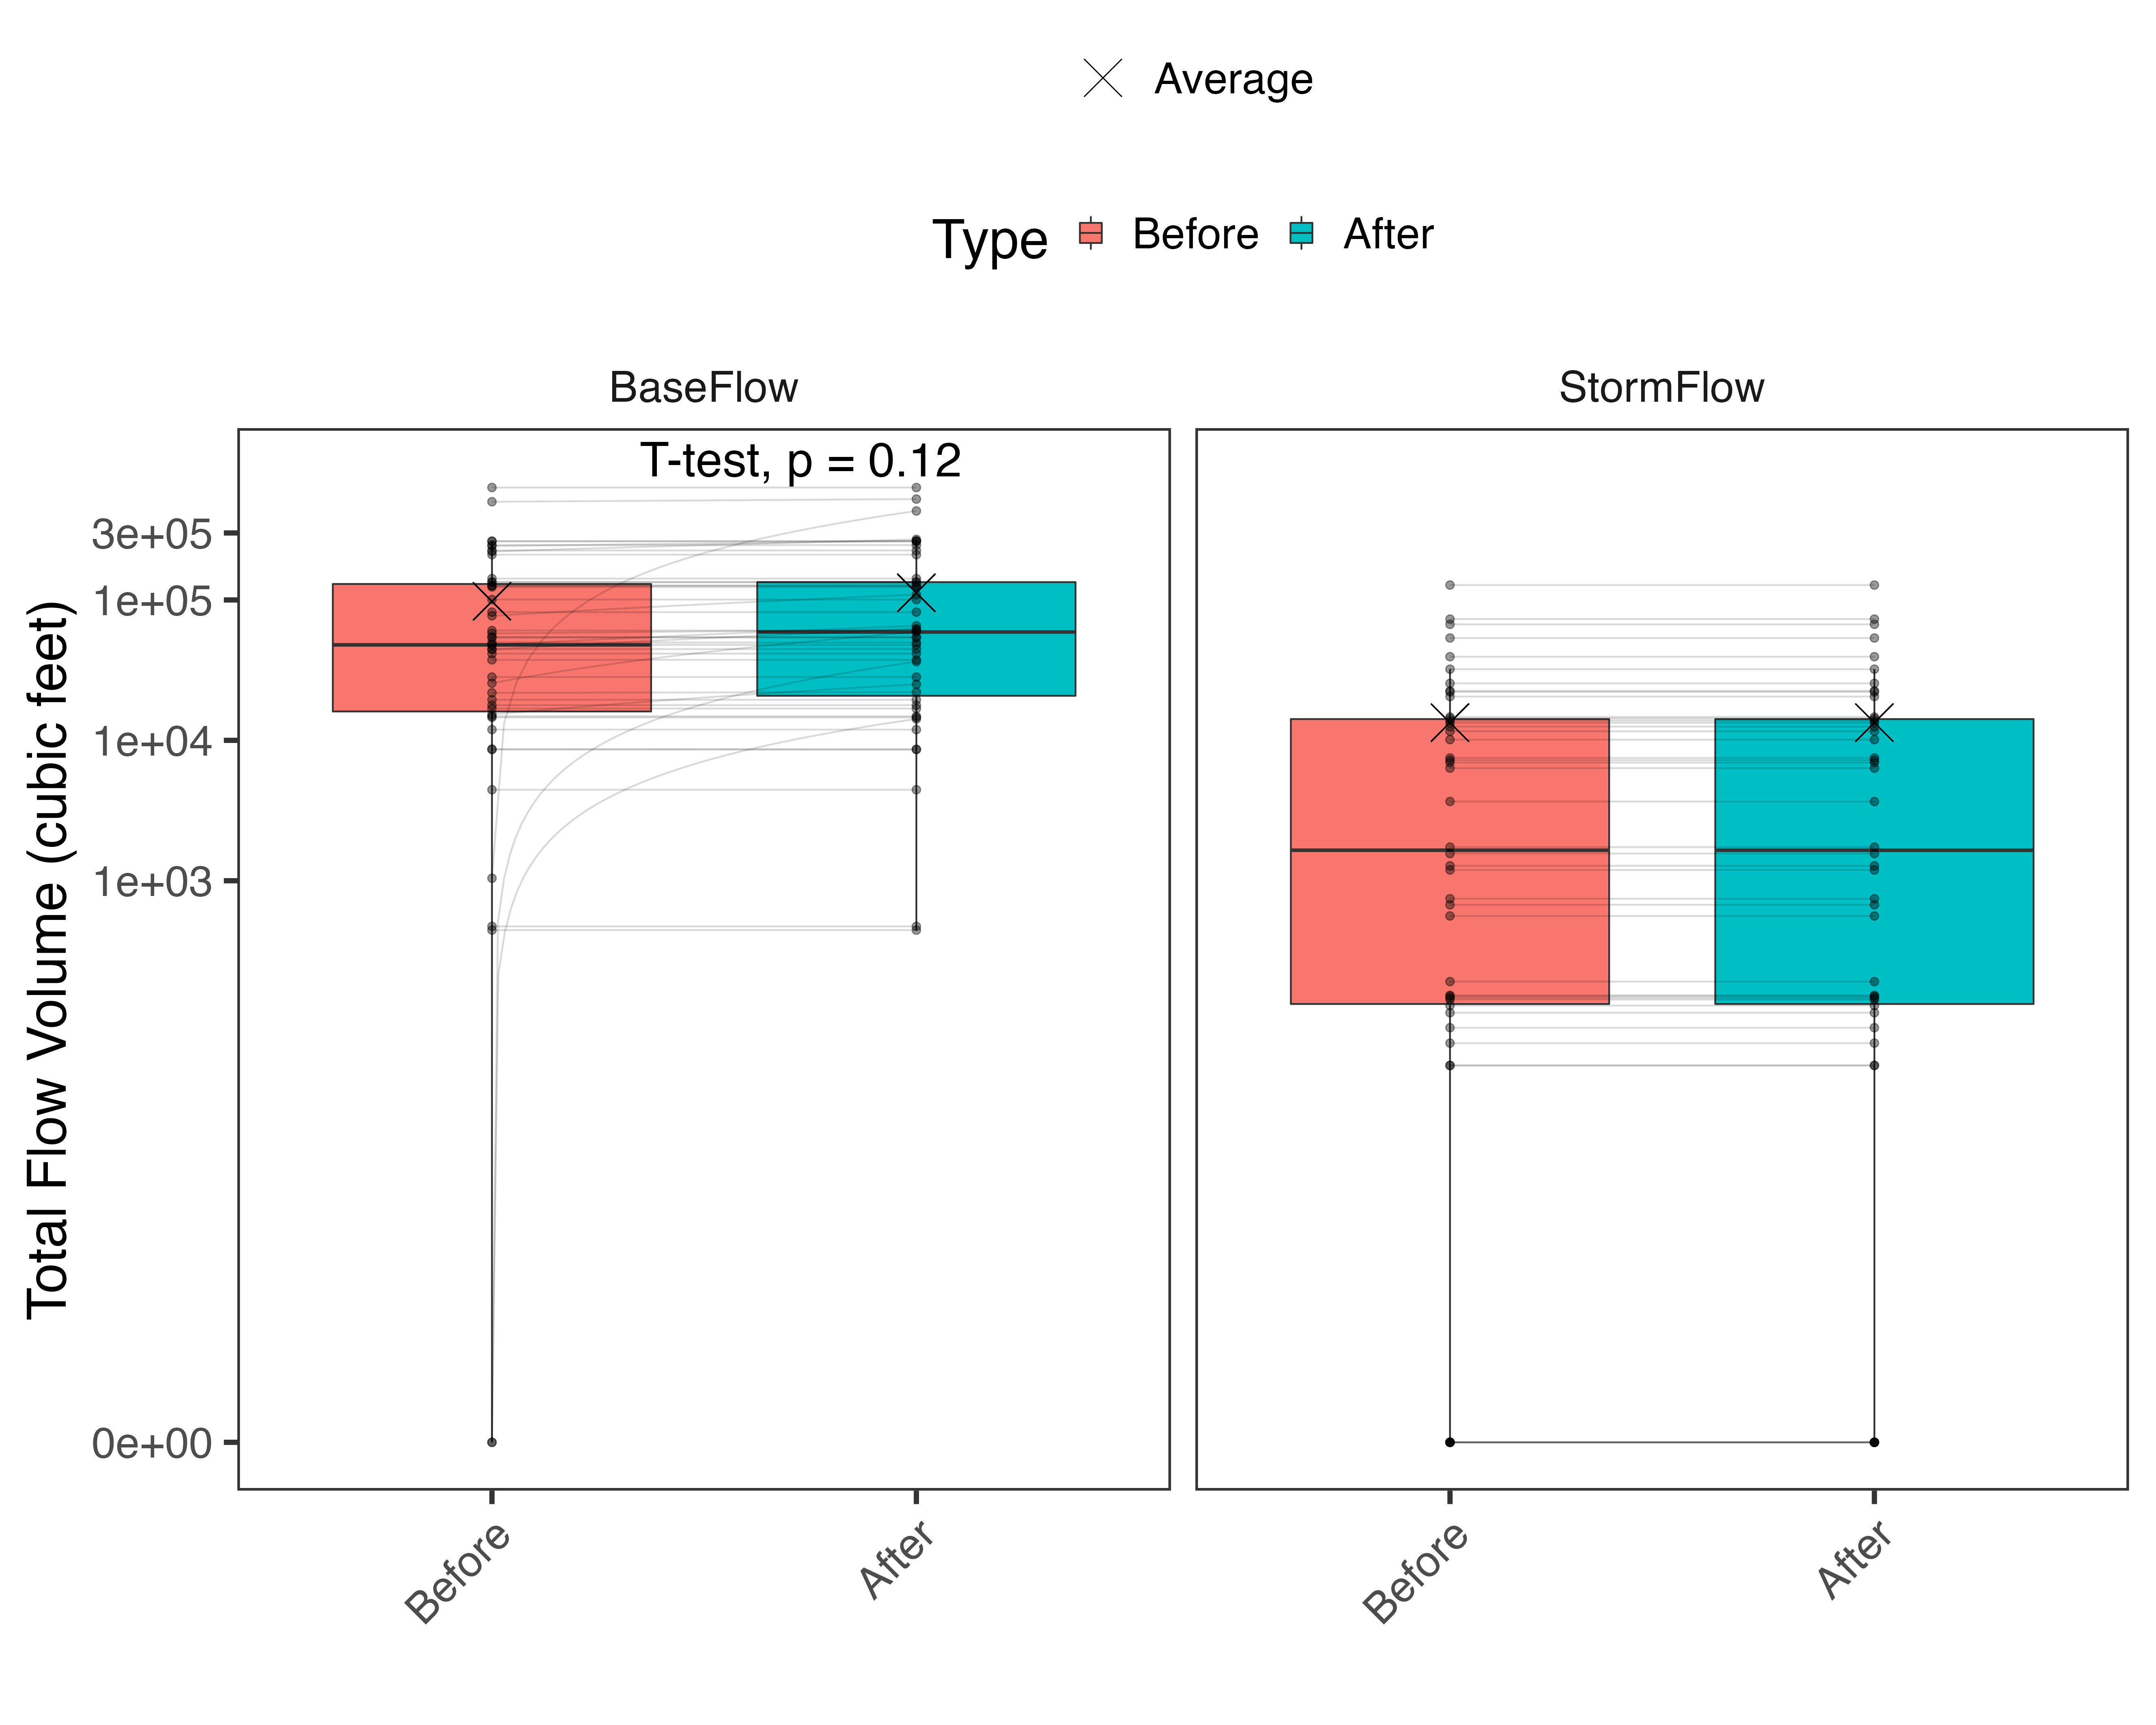 Average
Type Before After
BaseFlow StormFlow
T-test, p = 0.12
Total Flow Volume (cubic feet)
3e+05
1e+05
1e+04
1e+03
0e+00
Before After Before After